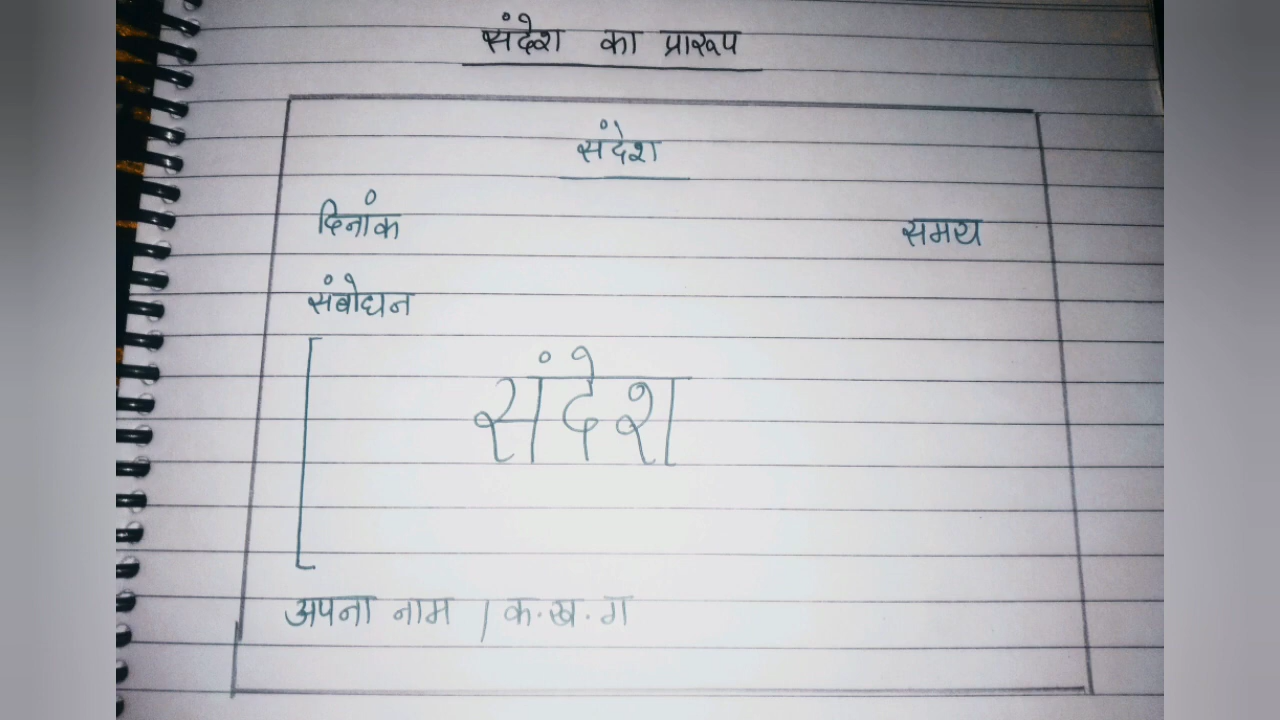 संदेश का प्रारूप
संदेश
दिनांक समय
संबोधन
संदेश
अपना नाम / क.ख.ग